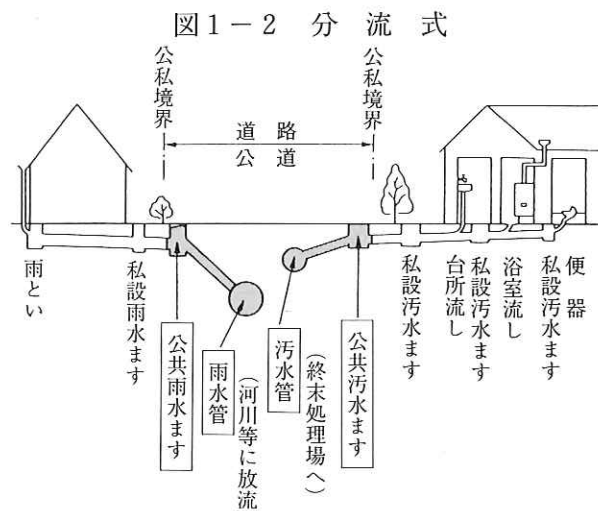 図1-2 分流式
公私境界
公私境界
道路
公道
雨とい
私設雨水ます
公共雨水ます
雨水管
(河川等に放流)
汚水管
(終末処理場へ)
公共汚水ます
私設汚水ます
台所流し
私設汚水ます
浴室流し
私設汚水ます
便器